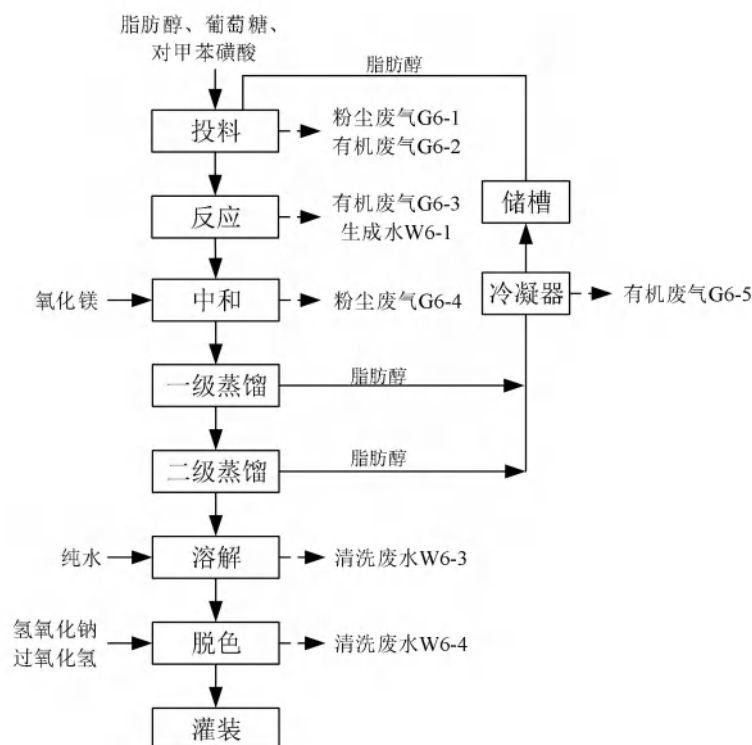 脂肪醇、葡萄糖、
对甲苯磺酸
脂肪醇
投料
粉尘废气G6-1
有机废气G6-2
反应
有机废气G6-3
生成水W6-1
储槽
氧化镁
中和
粉尘废气G6-4
冷凝器
有机废气G6-5
一级蒸馏
脂肪醇
二级蒸馏
脂肪醇
纯水
溶解
清洗废水W6-3
氢氧化钠
过氧化氢
脱色
清洗废水W6-4
灌装